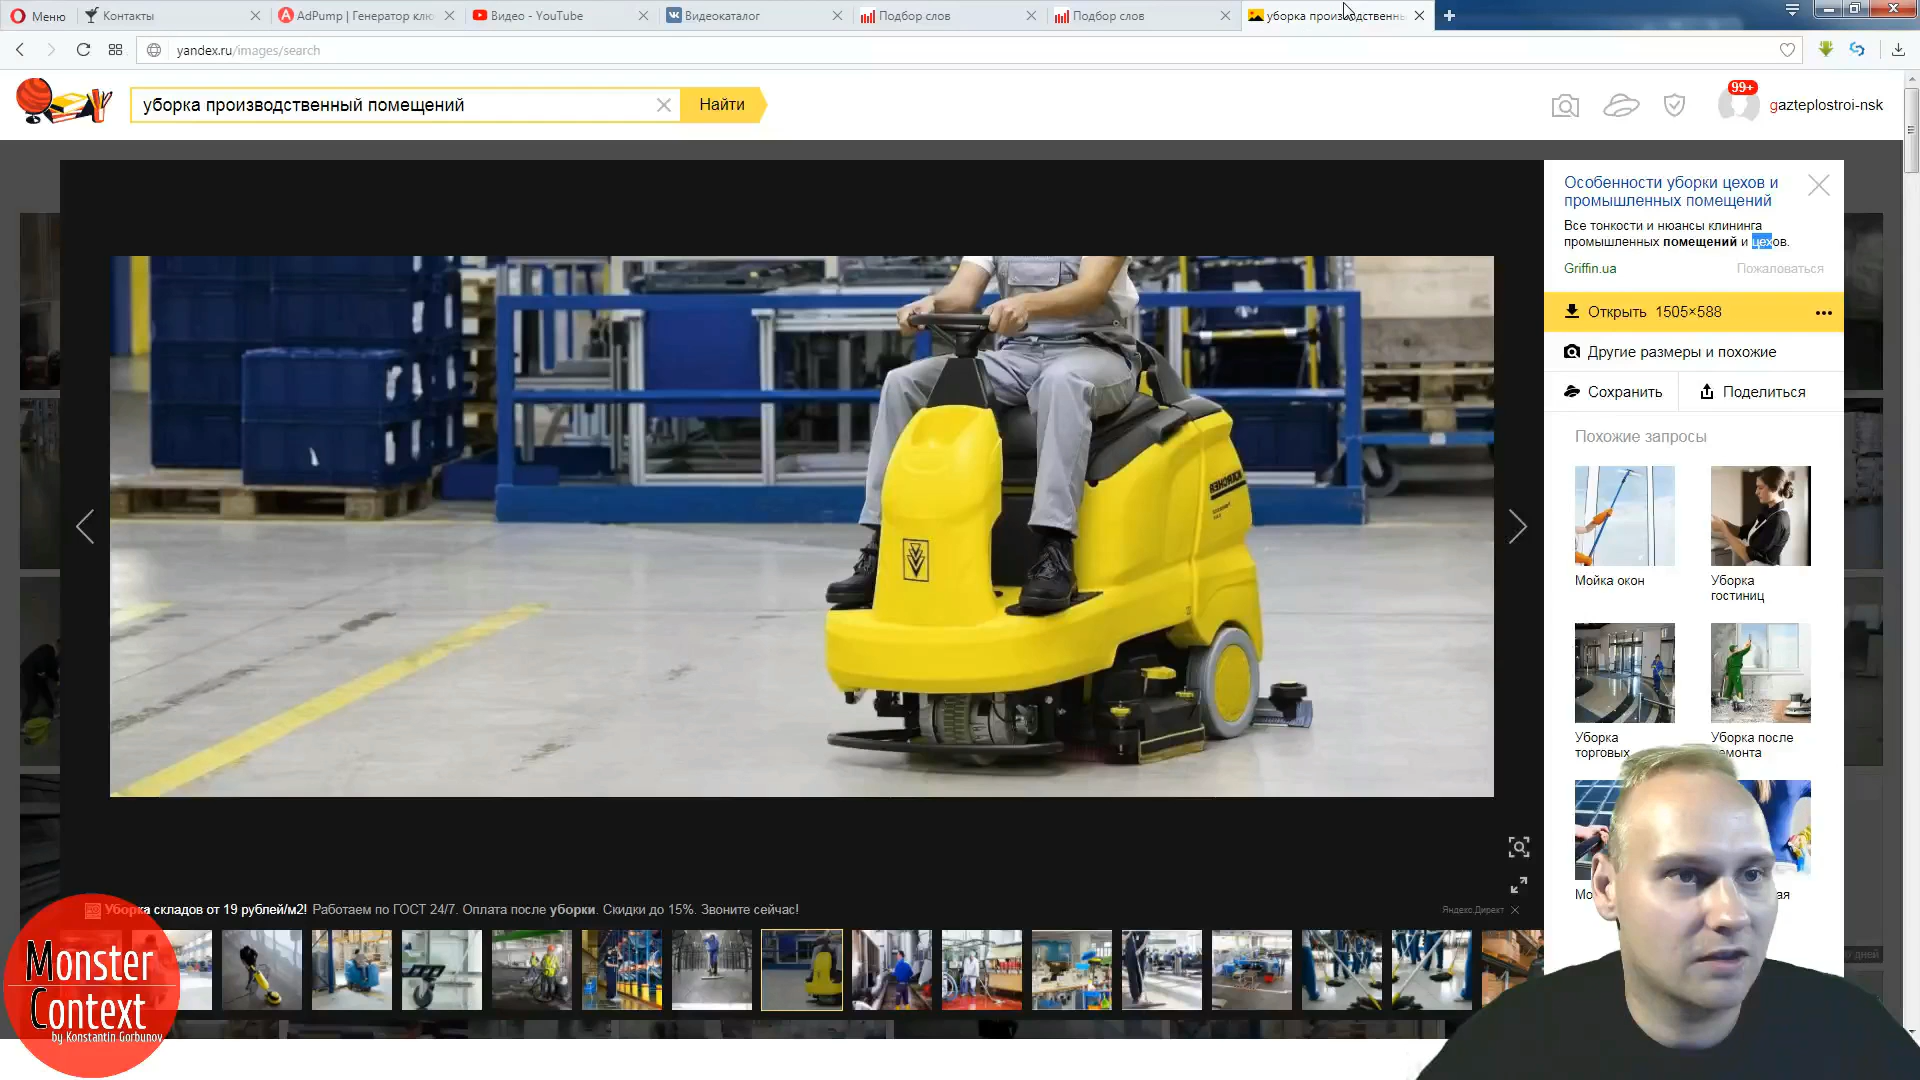 Меню
Контакты
AdPump | Генератор клю
Видео - YouTube
Видеокаталог
Подбор слов
Подбор слов
уборка производственны
yandex.ru/images/search
уборка производственный помещений
Найти
99+
gazteplostroi-nsk
Особенности уборки цехов и
промышленных помещений
Все тонкости и нюансы клининга
промышленных помещений и цехов.
Griffin.ua
Пожаловаться
Открыть 1505×588
Другие размеры и похожие
Сохранить
Поделиться
Похожие запросы
Мойка окон
Уборка
гостиниц
Уборка
торговых
Уборка после
емонта
KARCHER
Уборка складов от 19 рублей/м2! Работаем по ГОСТ 24/7. Оплата после уборки. Скидки до 15%. Звоните сейчас!
Яндекс.Директ
Мо
ая
Monster
Context
by Konstantin Gorbunov